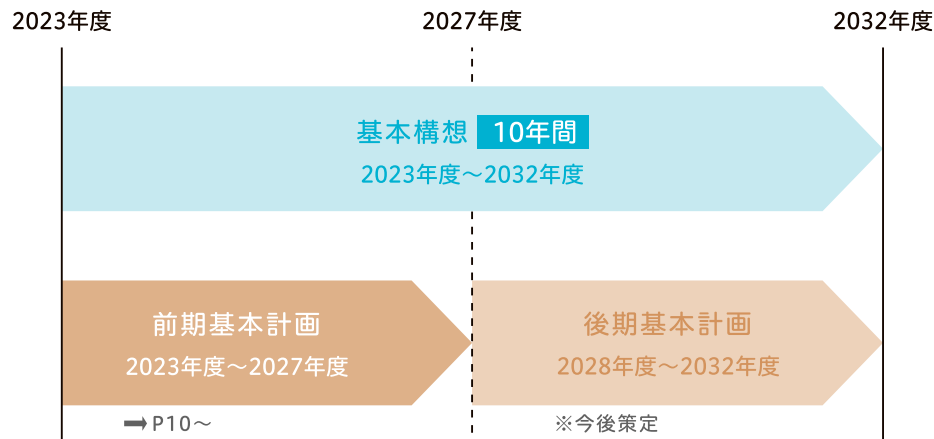 2023年度 2027年度 2032年度
基本構想 10年間
2023年度～2032年度
前期基本計画
2023年度～2027年度
➡P10～
後期基本計画
2028年度～2032年度
※今後策定